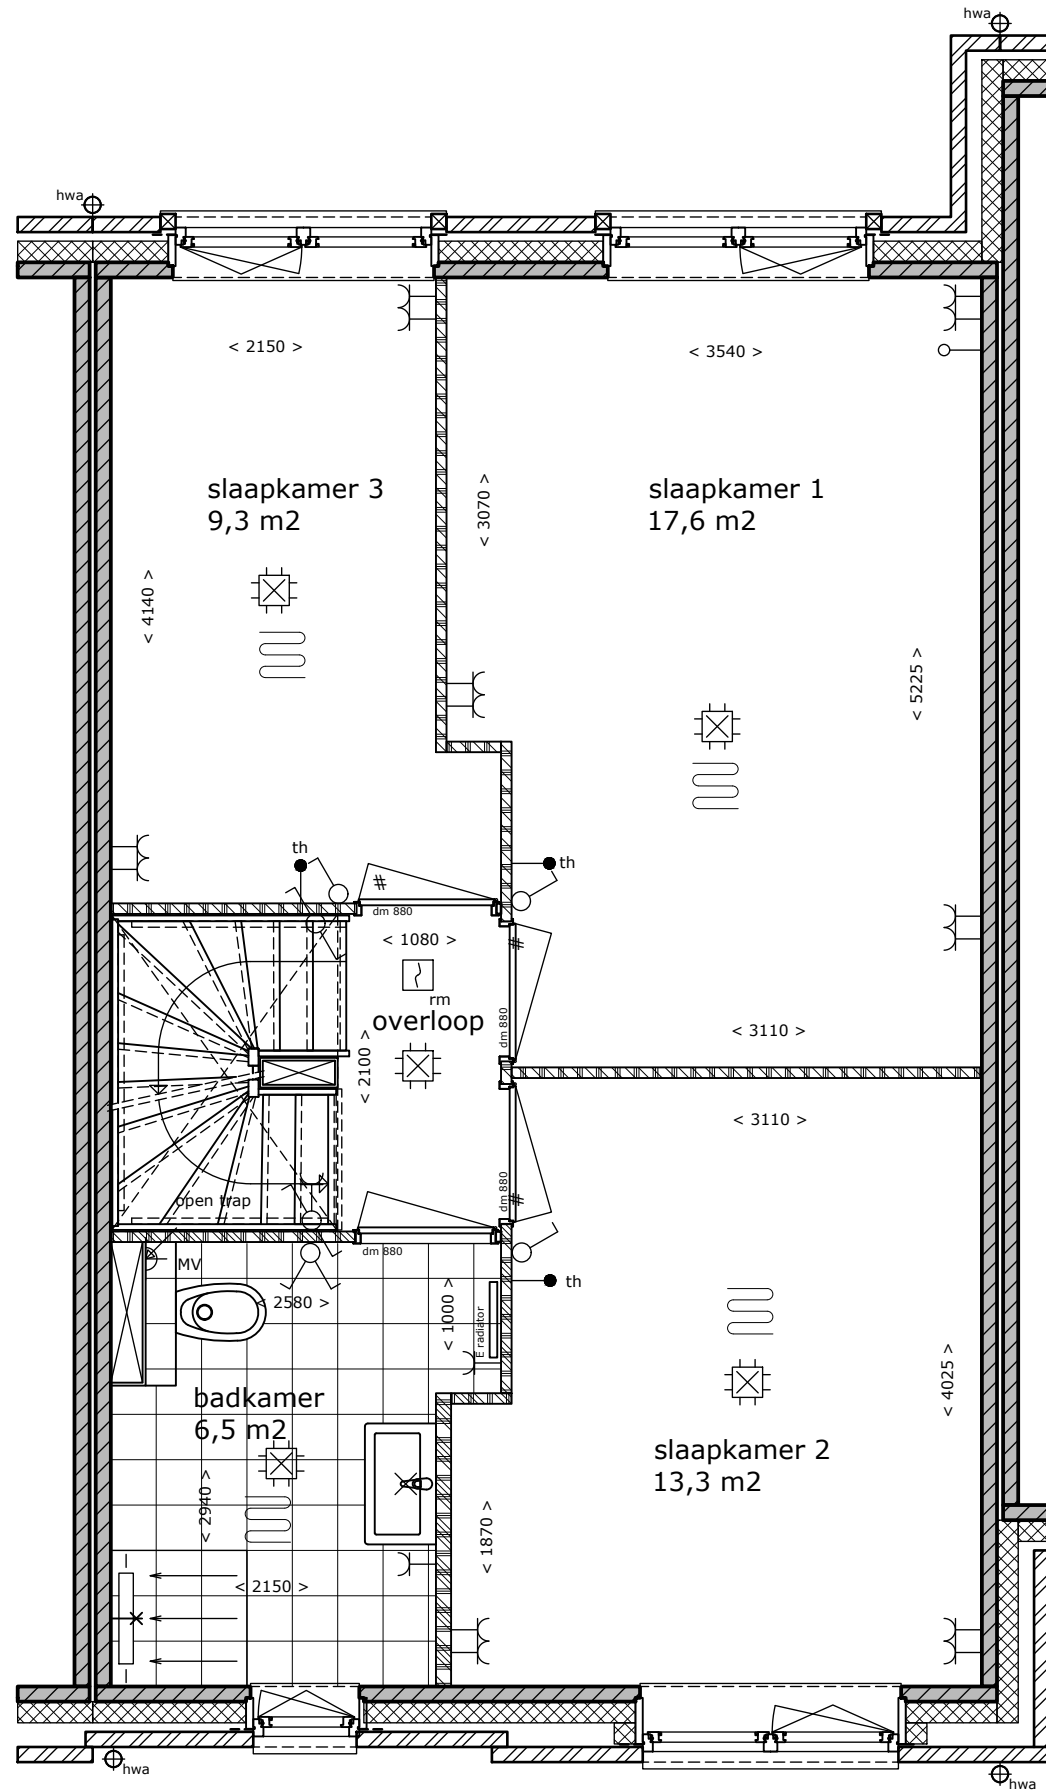 hwa
hwa
< 2150 >
< 3540 >
slaapkamer 3
9,3 m2
< 3070 >
slaapkamer 1
17,6 m2
< 4140 >
< 5225 >
th
th
#
dm 880
< 1080 >
#
rm
overloop
dm 880
< 3110 >
< 2100 >
< 3110 >
open trap
dm 880
#
dm 880
MV
th
< 2580 >
< 1000 >
E radiator
badkamer
6,5 m2
< 4025 >
slaapkamer 2
13,3 m2
< 2940 >
< 1870 >
< 2150 >
hwa
hwa